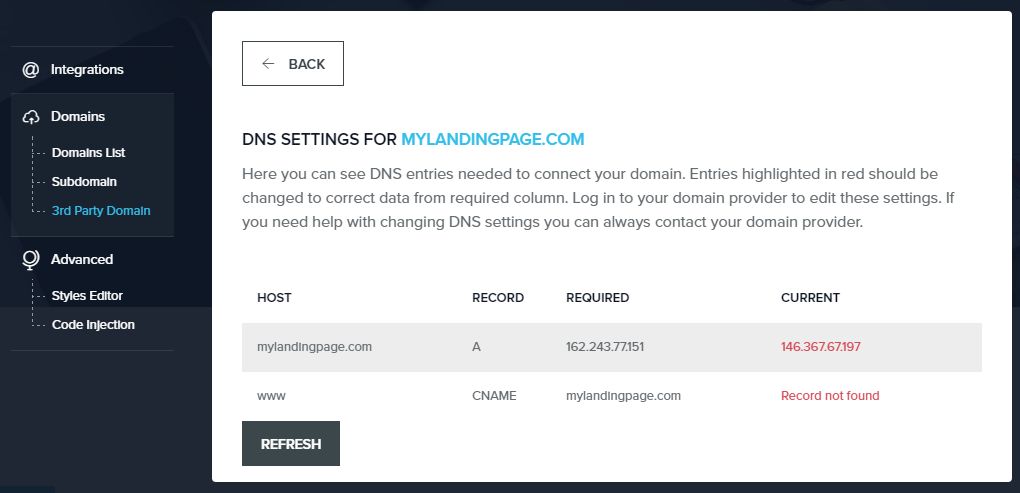 Integrations
Domains
Domains List
Subdomain
3rd Party Domain
Advanced
Styles Editor
Code Injection
BACK
DNS SETTINGS FOR MYLANDINGPAGE.COM
Here you can see DNS entries needed to connect your domain. Entries highlighted in red should be
changed to correct data from required column. Log in to your domain provider to edit these settings. If
you need help with changing DNS settings you can always contact your domain provider.
HOST RECORD REQUIRED CURRENT
mylandingpage.com A 162.243.77.151 146.367.67.197
www CNAME mylandingpage.com Record not found
REFRESH